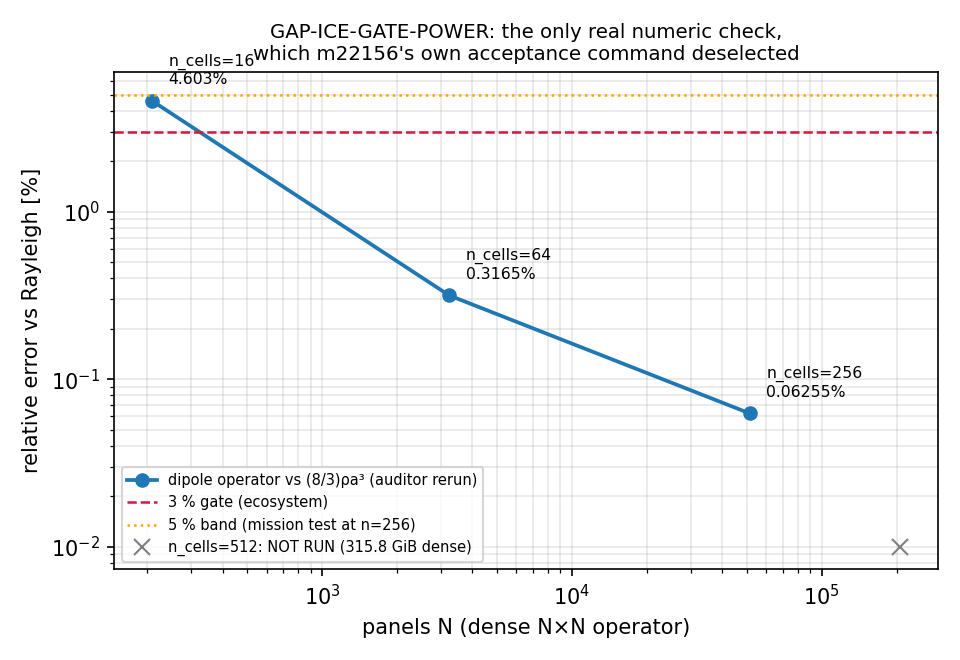 GAP-ICE-GATE-POWER: the only real numeric check,
which m22156's own acceptance command deselected
n_cells=16
4.603%
n_cells=64
0.3165%
n_cells=256
0.06255%
relative error vs Rayleigh [%]
10⁰
10⁻¹
10⁻²
dipole operator vs (8/3)ρa³ (auditor rerun)
3 % gate (ecosystem)
5 % band (mission test at n=256)
n_cells=512: NOT RUN (315.8 GiB dense)
10³
10⁴
10⁵
panels N (dense N×N operator)